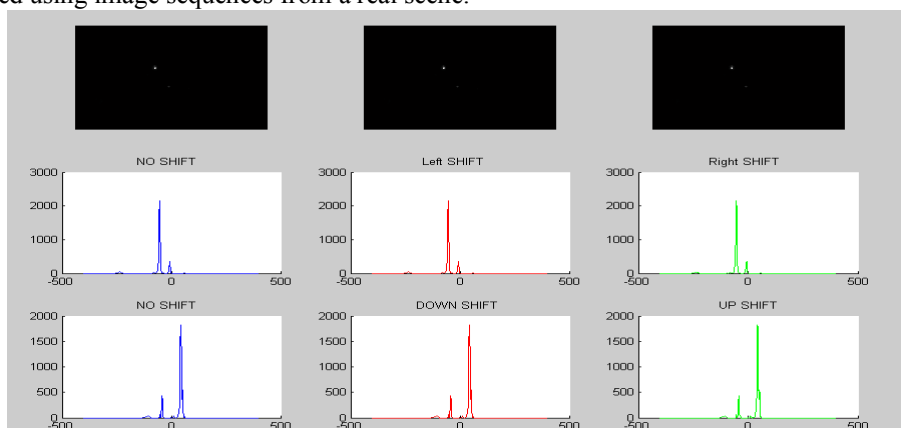 ed using image sequences from a real scene.
NO SHIFT Left SHIFT Right SHIFT
3000 3000 3000
2000 2000 2000
1000 1000 1000
0 0 0
-500 0 500 -500 0 500 -500 0 500
NO SHIFT DOWN SHIFT UP SHIFT
2000 2000 2000
1500 1500 1500
1000 1000 1000
500 500 500
0 0 0
-500 0 500 -500 0 500 -500 0 500